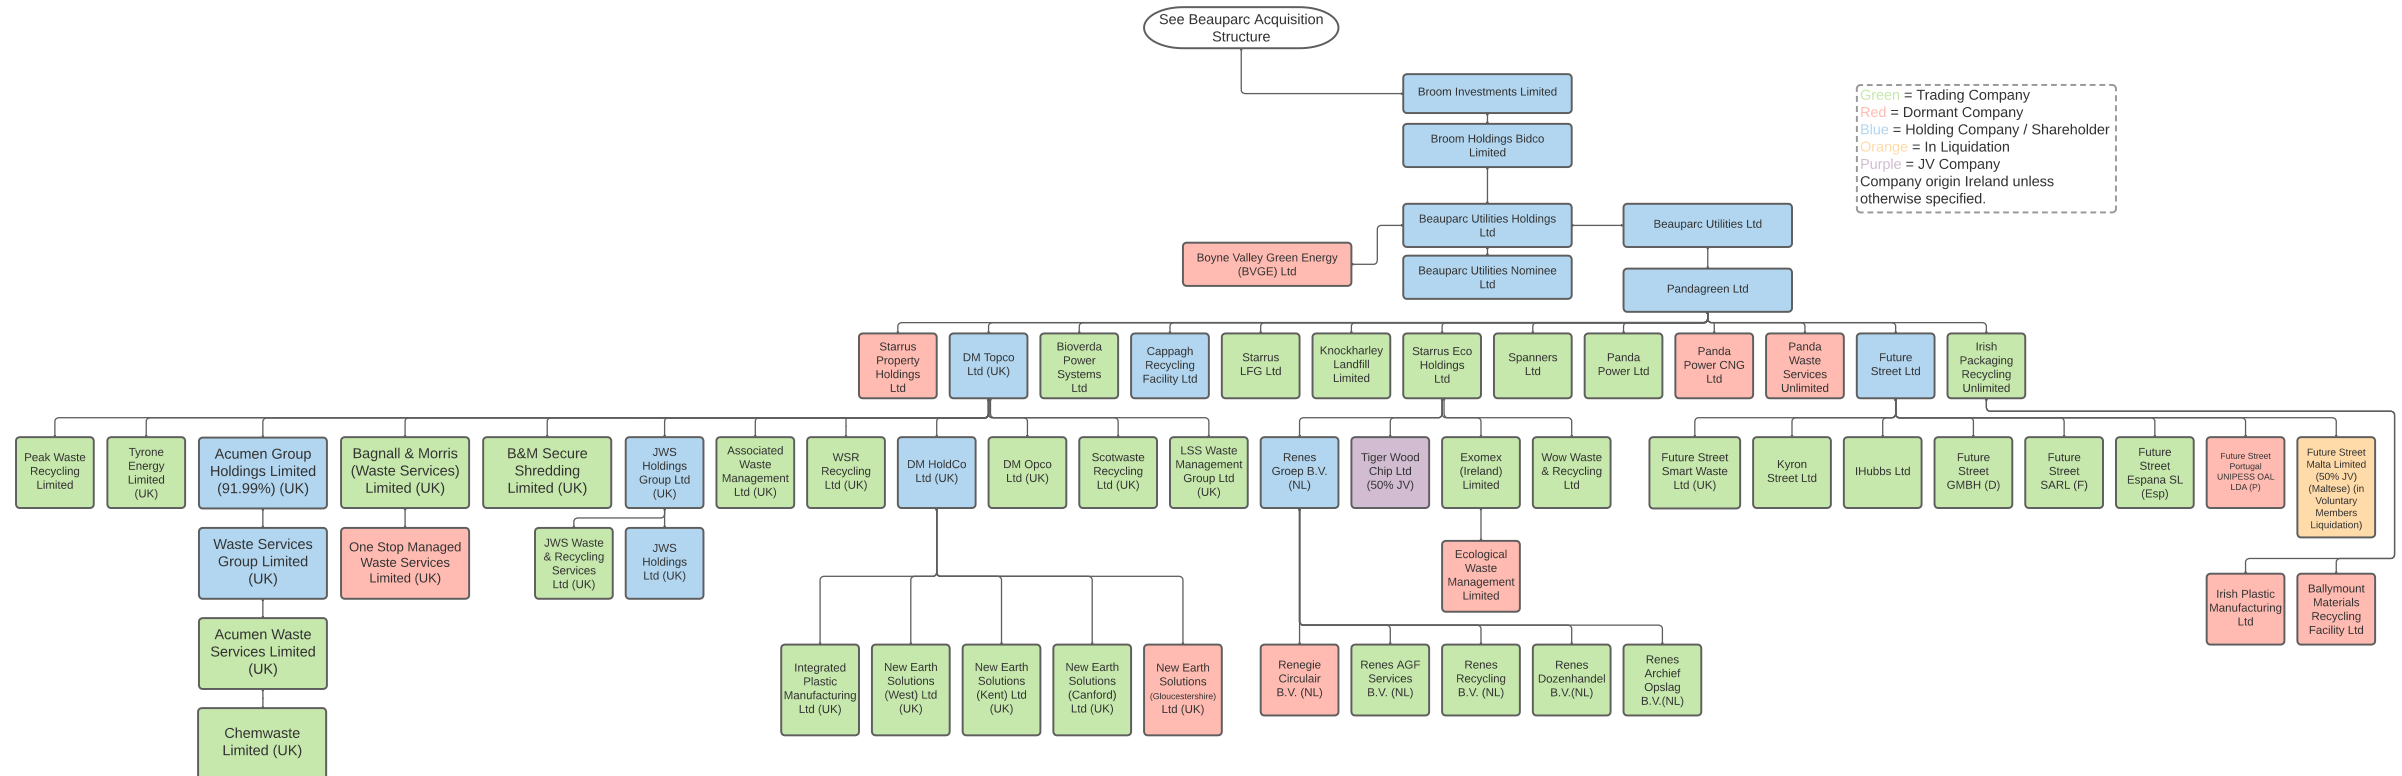 See Beauparc Acquisition
Structure
Broom Investments Limited
Green = Trading Company
Red = Dormant Company
Blue = Holding Company / Shareholder
Orange = In Liquidation
Purple = JV Company
Company origin Ireland unless
otherwise specified.
Broom Holdings Bidco
Limited
Beauparc Utilities Holdings
Ltd
Beauparc Utilities Ltd
Boyne Valley Green Energy
(BVGE) Ltd
Beauparc Utilities Nominee
Ltd
Pandagreen Ltd
Starrus
Property
Holdings
Ltd
DM Topco
Ltd (UK)
Bioverda
Power
Systems
Ltd
Cappagh
Recycling
Facility Ltd
Starrus
LFG Ltd
Knockharley
Landfill
Limited
Starrus Eco
Holdings
Ltd
Spanners
Ltd
Panda
Power Ltd
Panda
Power CNG
Ltd
Panda
Waste
Services
Unlimited
Future
Street Ltd
Irish
Packaging
Recycling
Unlimited
Peak Waste
Recycling
Limited
Tyrone
Energy
Limited
(UK)
Acumen Group
Holdings Limited
(91.99%) (UK)
Bagnall & Morris
(Waste Services)
Limited (UK)
B&M Secure
Shredding
Limited (UK)
JWS
Holdings
Group Ltd
(UK)
Associated
Waste
Management
Ltd (UK)
WSR
Recycling
Ltd (UK)
DM HoldCo
Ltd (UK)
DM Opco
Ltd (UK)
Scotwaste
Recycling
Ltd (UK)
LSS Waste
Management
Group Ltd
(UK)
Renes
Groep B.V.
(NL)
Tiger Wood
Chip Ltd
(50% JV)
Exomex
(Ireland)
Limited
Wow Waste
& Recycling
Ltd
Future Street
Smart Waste
Ltd (UK)
Kyron
Street Ltd
IHubbs Ltd
Future
Street
GMBH (D)
Future
Street
SARL (F)
Future
Street
Espana SL
(Esp)
Future Street
Portugal
UNIPESS OAL
LDA (P)
Future Street
Malta Limited
(50% JV)
(Maltese) (in
Voluntary
Members
Liquidation)
Waste Services
Group Limited
(UK)
One Stop Managed
Waste Services
Limited (UK)
JWS Waste
& Recycling
Services
Ltd (UK)
JWS
Holdings
Ltd (UK)
Ecological
Waste
Management
Limited
Irish Plastic
Manufacturing
Ltd
Ballymount
Materials
Recycling
Facility Ltd
Acumen Waste
Services Limited
(UK)
Integrated
Plastic
Manufacturing
Ltd (UK)
New Earth
Solutions
(West) Ltd
(UK)
New Earth
Solutions
(Kent) Ltd
(UK)
New Earth
Solutions
(Canford)
Ltd (UK)
New Earth
Solutions
(Gloucestershire)
Ltd (UK)
Renegie
Circulair
B.V. (NL)
Renes AGF
Services
B.V. (NL)
Renes
Recycling
B.V. (NL)
Renes
Dozenhandel
B.V.(NL)
Renes
Archief
Opslag
B.V.(NL)
Chemwaste
Limited (UK)